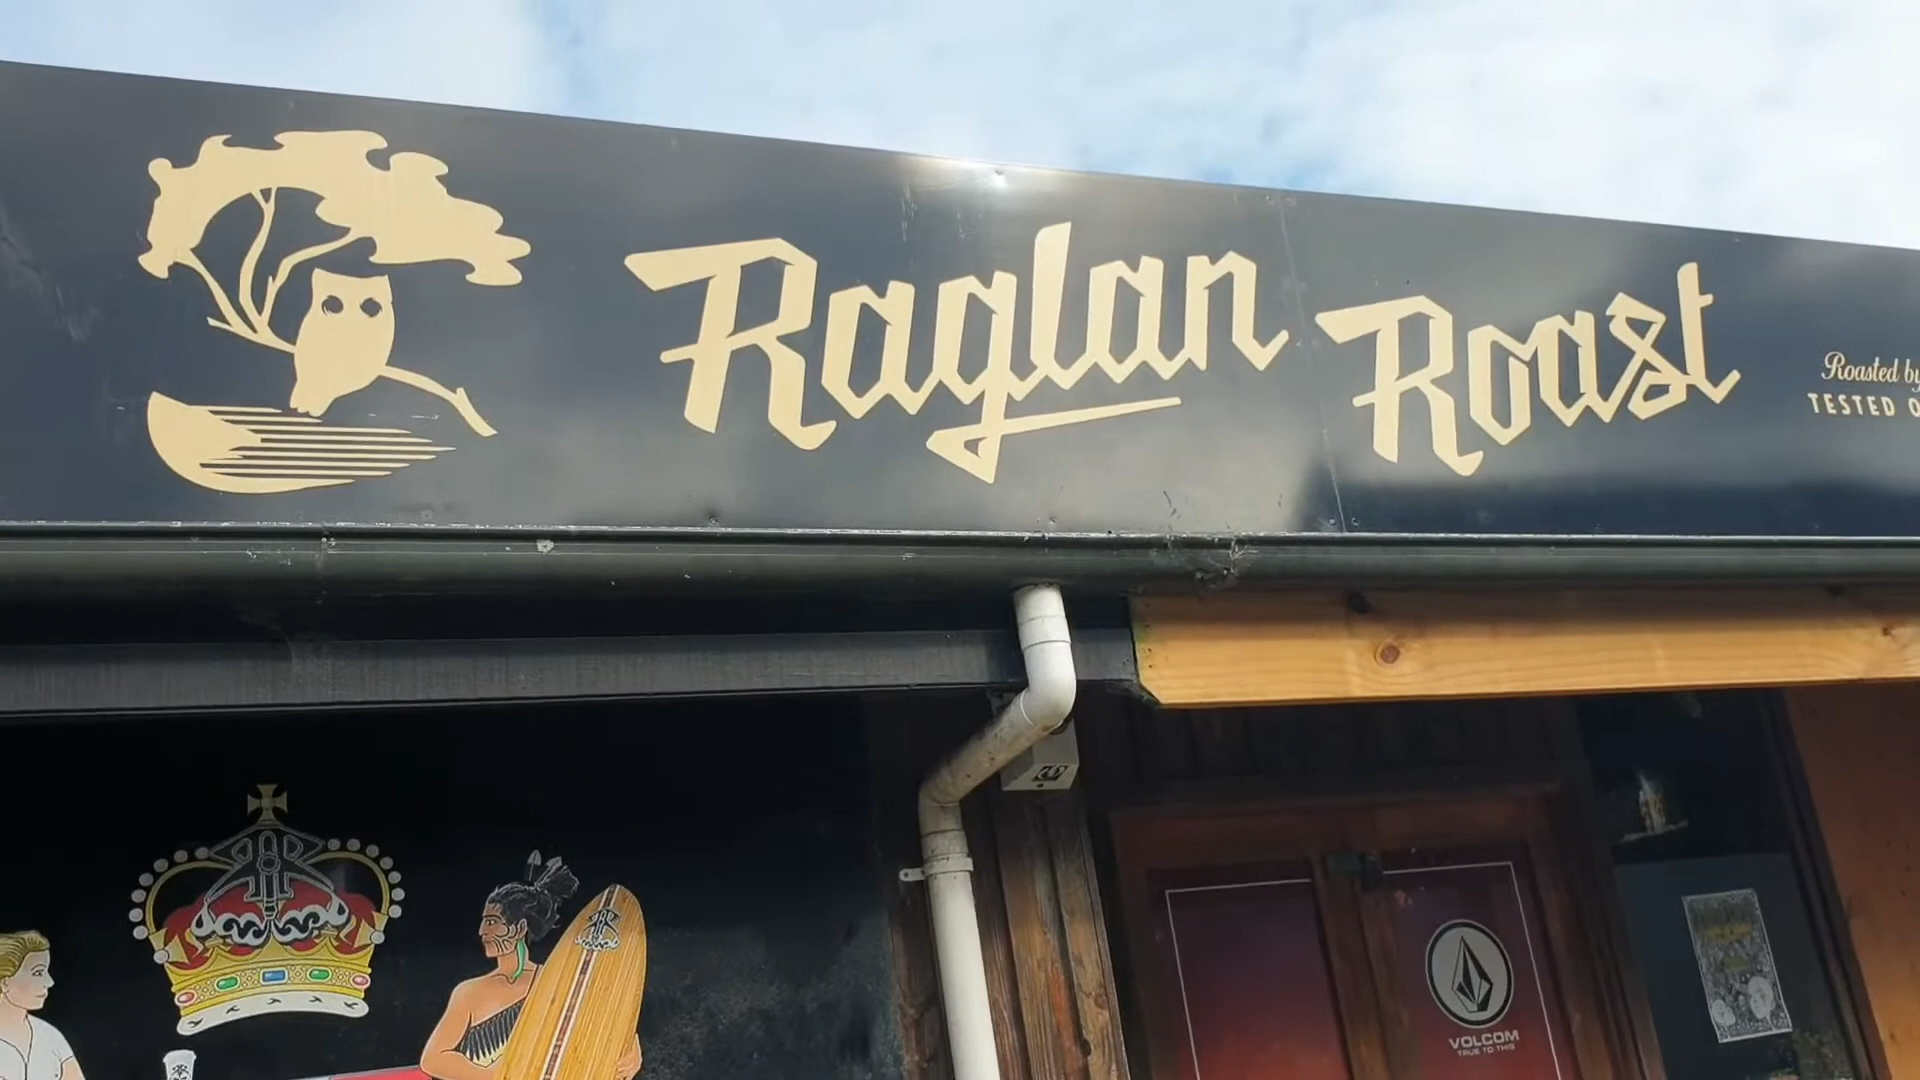 Raglan Roast
Roasted by
TESTED O
VOLCOM
TRUE TO THIS